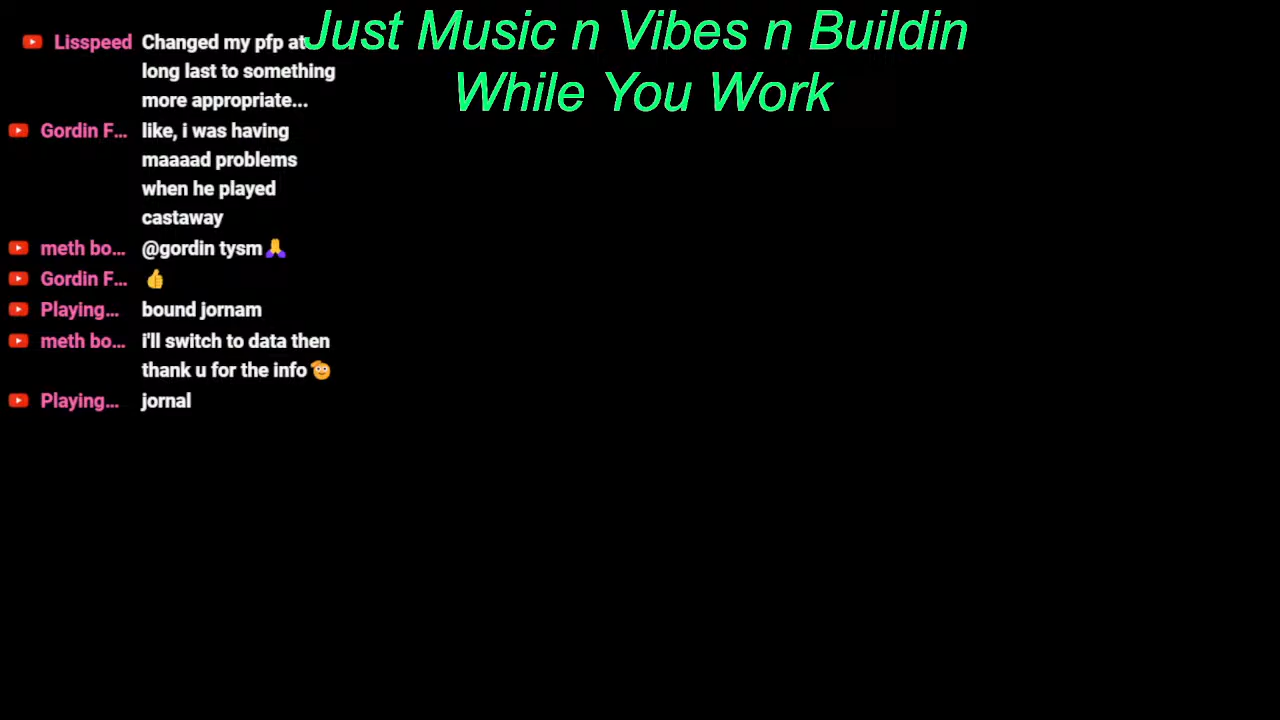 Just Music n Vibes n Buildin
While You Work
Lisspeed Changed my pfp at
long last to something
more appropriate...
Gordin F... like, i was having
maaaad problems
when he played
castaway
meth bo... @gordin tysm🙏
Gordin F... 👍
Playing... bound jornam
meth bo... i'll switch to data then
thank u for the info🫡
Playing... jornal